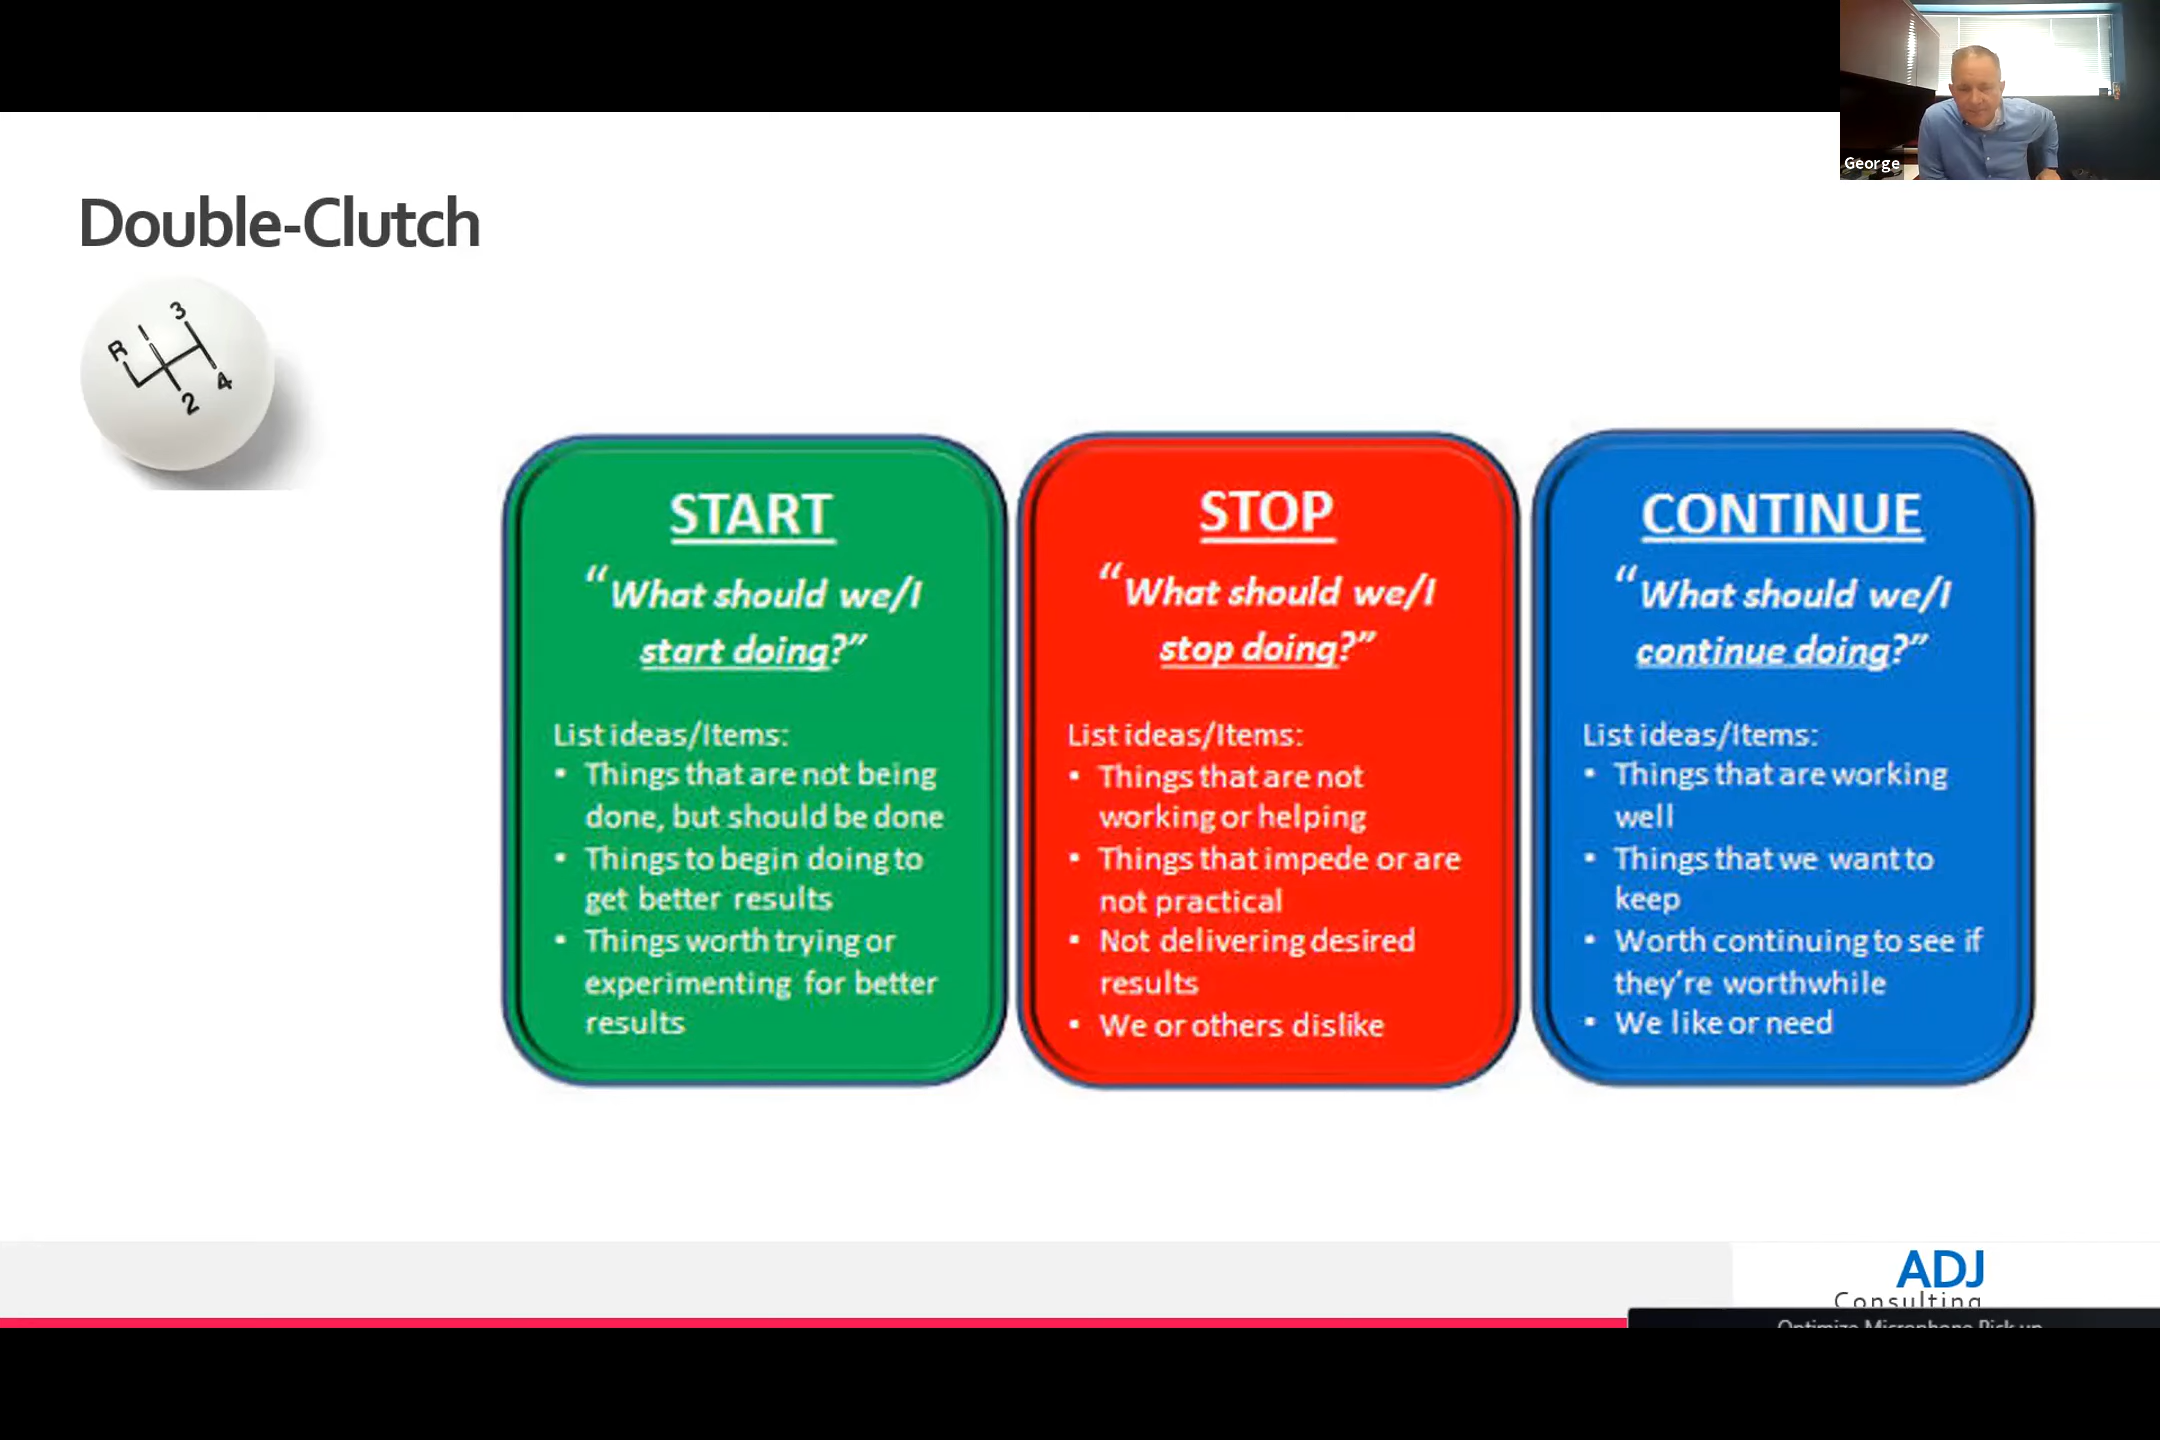 George
Double-Clutch
R 1 3
2 4
START
“What should we/I
start doing?”
List ideas/Items:
• Things that are not being
done, but should be done
• Things to begin doing to
get better results
• Things worth trying or
experimenting for better
results
STOP
“What should we/I
stop doing?”
List ideas/Items:
• Things that are not
working or helping
• Things that impede or are
not practical
• Not delivering desired
results
• We or others dislike
CONTINUE
“What should we/I
continue doing?”
List ideas/Items:
• Things that are working
well
• Things that we want to
keep
• Worth continuing to see if
they’re worthwhile
• We like or need
ADJ
Consulting
Optimize Microphone Pick up